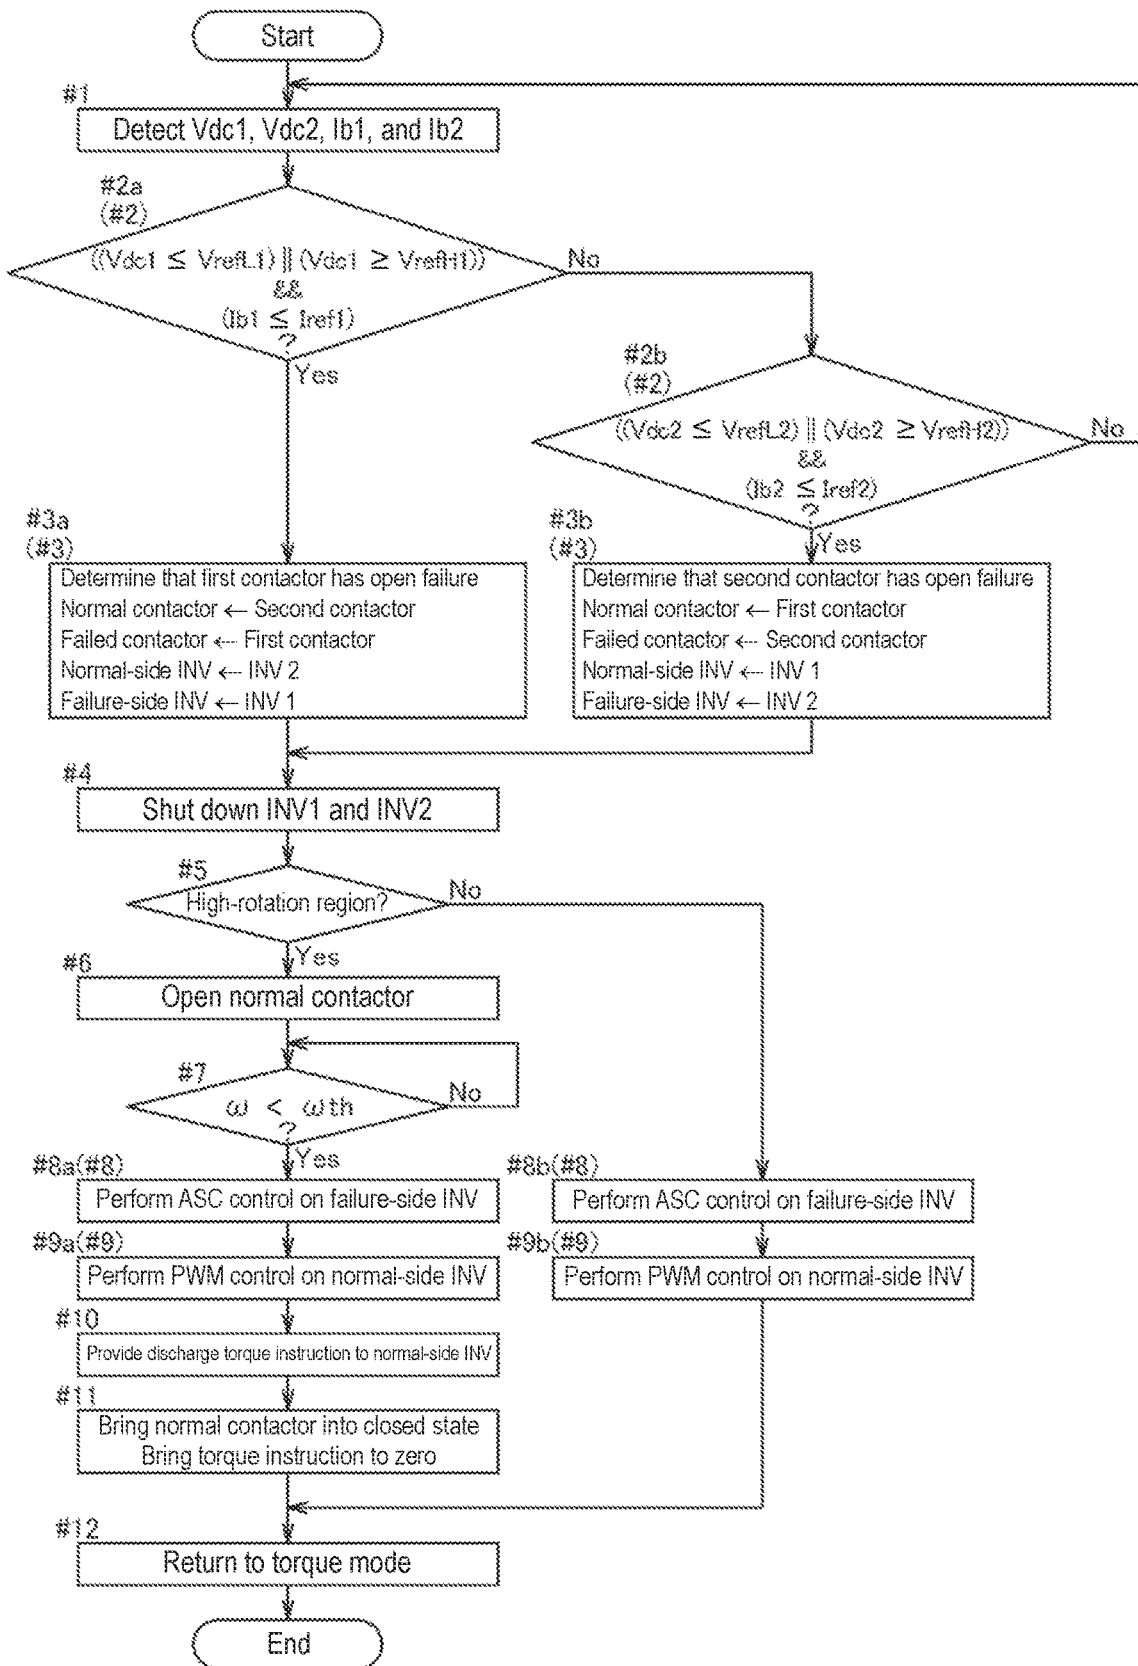 Start
#1
Detect Vdc1, Vdc2, Ib1, and Ib2
#2a
(#2)
((Vdc1 ≤ VrefL1) || (Vdc1 ≥ VrefH1))
&&
(Ib1 ≤ Iref1)
?
No
Yes
#2b
(#2)
((Vdc2 ≤ VrefL2) || (Vdc2 ≥ VrefH2))
&&
(Ib2 ≤ Iref2)
?
No
Yes
#3a
(#3)
Determine that first contactor has open failure
Normal contactor ← Second contactor
Failed contactor ← First contactor
Normal-side INV ← INV 2
Failure-side INV ← INV 1
#3b
(#3)
Determine that second contactor has open failure
Normal contactor ← First contactor
Failed contactor ← Second contactor
Normal-side INV ← INV 1
Failure-side INV ← INV 2
#4
Shut down INV1 and INV2
#5
High-rotation region?
No
Yes
#6
Open normal contactor
#7
ω < ωth
?
No
Yes
#8a(#8)
Perform ASC control on failure-side INV
#8b(#8)
Perform ASC control on failure-side INV
#9a(#9)
Perform PWM control on normal-side INV
#9b(#9)
Perform PWM control on normal-side INV
#10
Provide discharge torque instruction to normal-side INV
#11
Bring normal contactor into closed state
Bring torque instruction to zero
#12
Return to torque mode
End